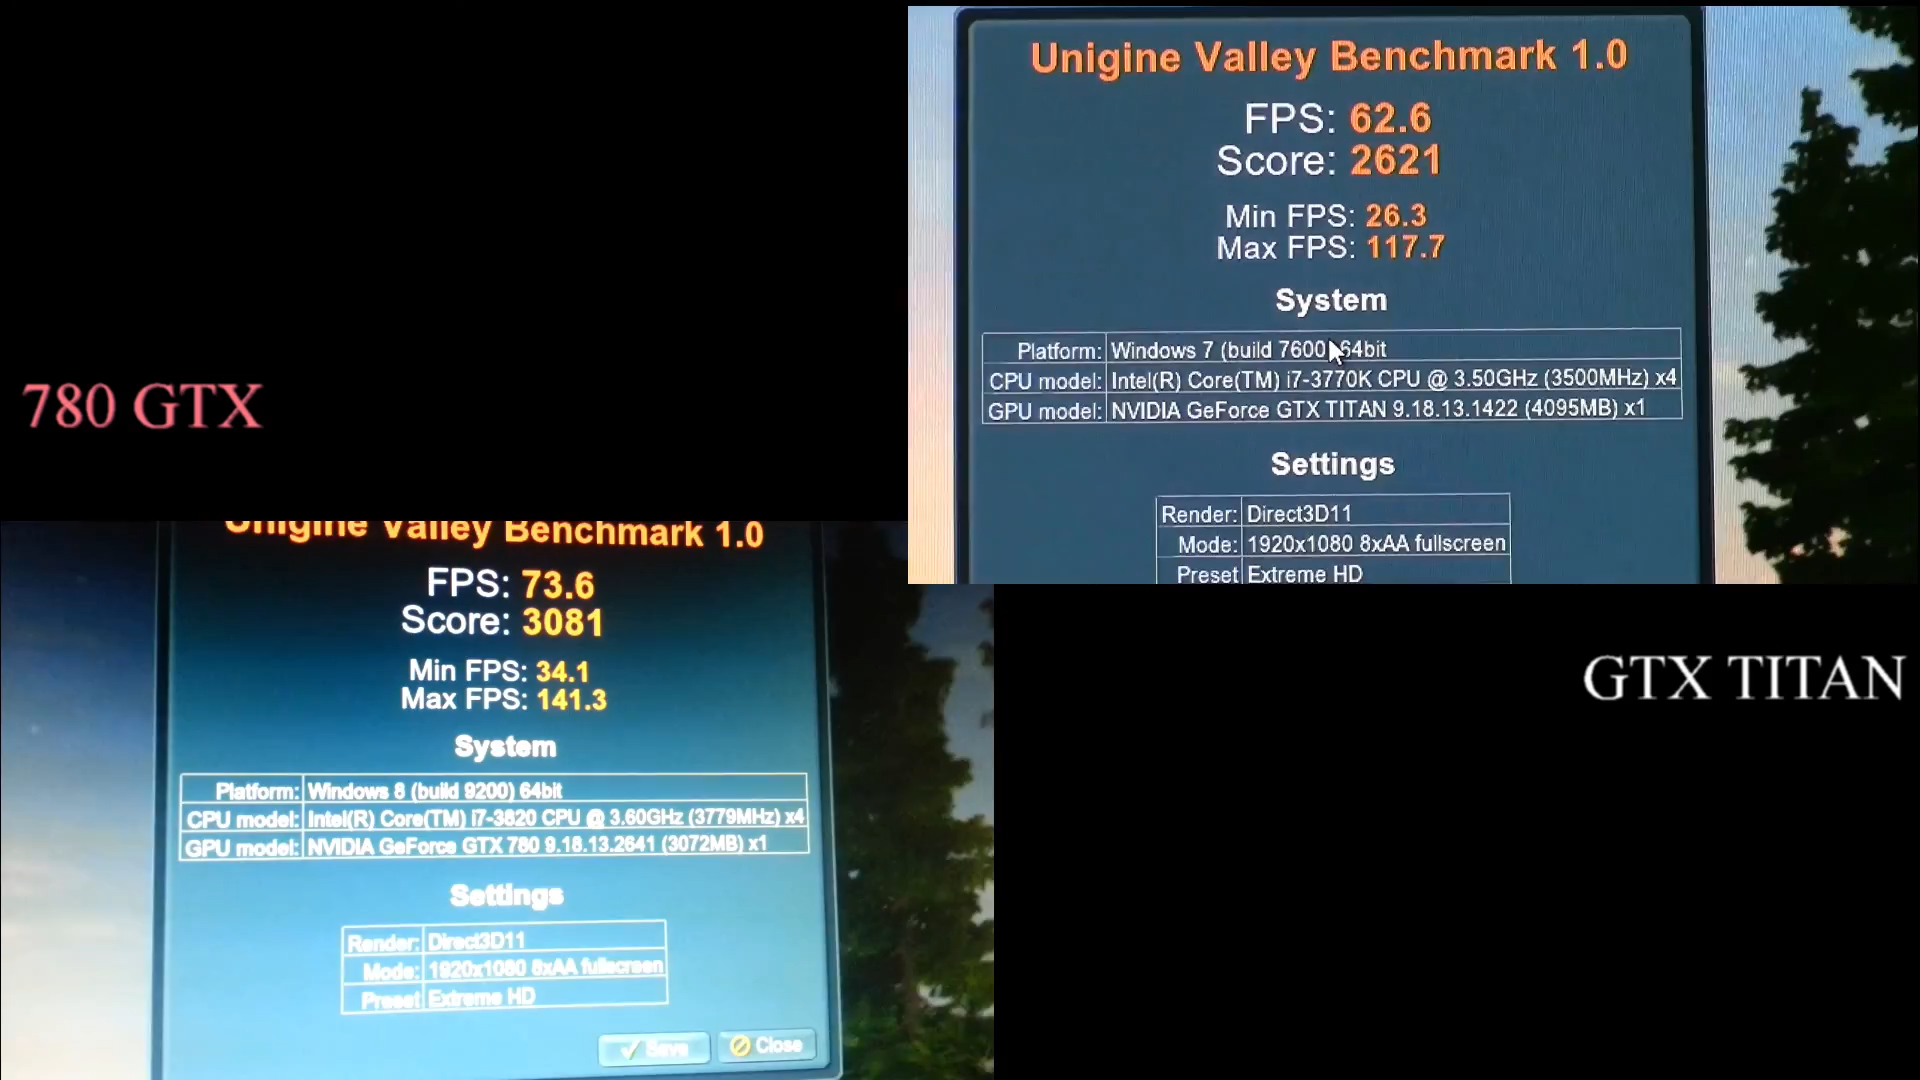 Unigine Valley Benchmark 1.0
FPS: 62.6
Score: 2621
Min FPS: 26.3
Max FPS: 117.7
System
Platform: Windows 7 (build 7600) 64bit
CPU model: Intel(R) Core(TM) i7-3770K CPU @ 3.50GHz (3500MHz) x4
GPU model: NVIDIA GeForce GTX TITAN 9.18.13.1422 (4095MB) x1
Settings
Render: Direct3D11
Mode: 1920x1080 8xAA fullscreen
Preset Extreme HD
780 GTX
Unigine Valley Benchmark 1.0
FPS: 73.6
Score: 3081
Min FPS: 34.1
Max FPS: 141.3
System
Platform: Windows 8 (build 9200) 64bit
CPU model: Intel(R) Core(TM) i7-3820 CPU @ 3.60GHz (3779MHz) x4
GPU model: NVIDIA GeForce GTX 780 9.18.13.2641 (3072MB) x1
Settings
Render: Direct3D11
Mode: 1920x1080 8xAA fullscreen
Preset Extreme HD
Save
Close
GTX TITAN